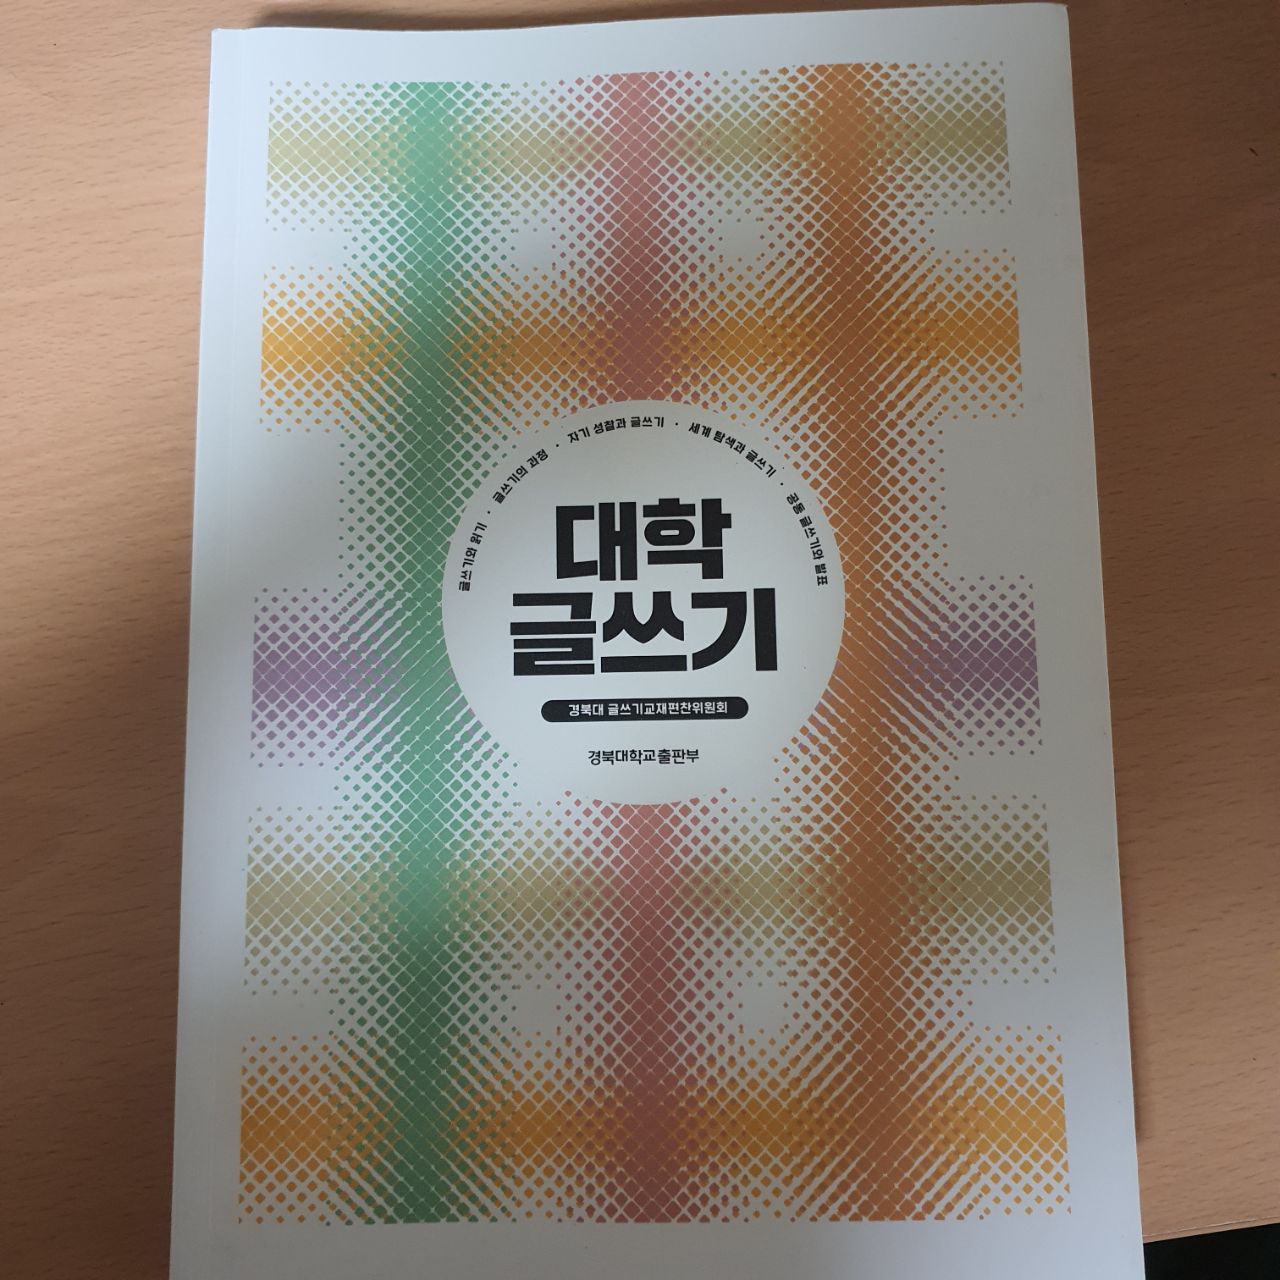 글쓰기와 읽기 · 글쓰기의 과정 · 자기 성찰과 글쓰기 · 세계 탐색과 글쓰기 · 공동 글쓰기와 발표
대학
글쓰기
경북대 글쓰기교재편찬위원회
경북대학교출판부